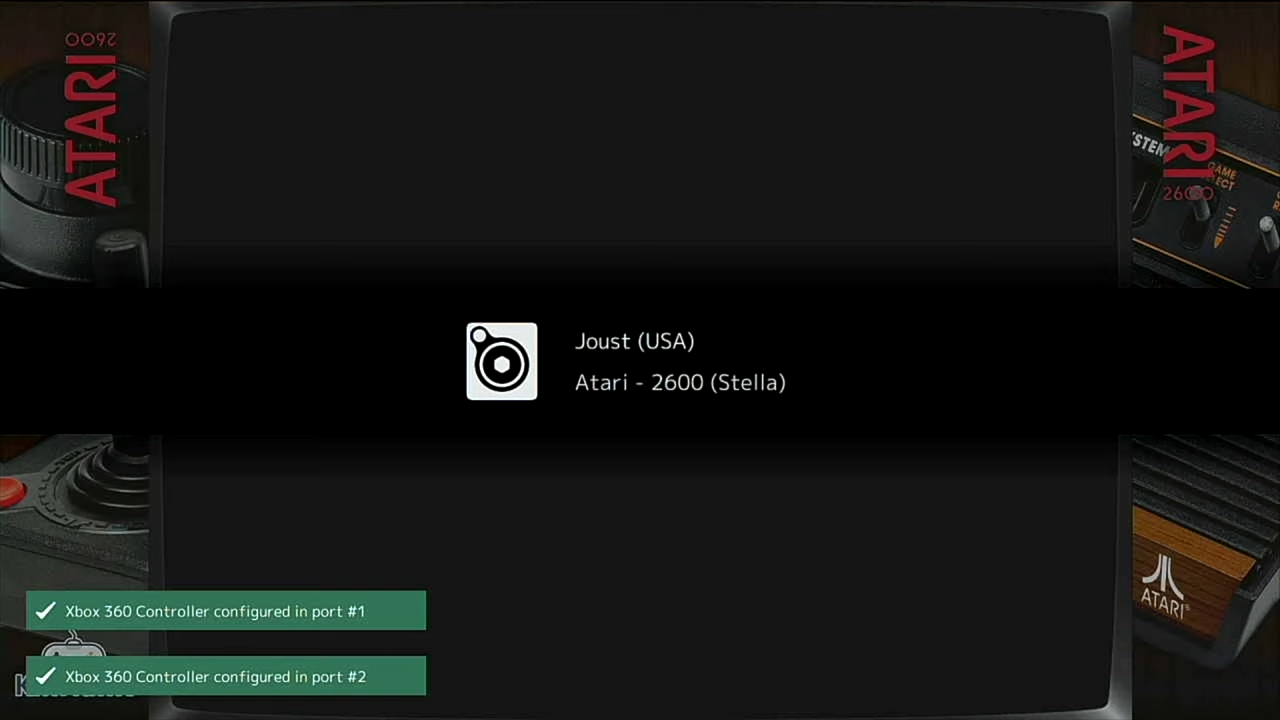 ATARI 2600
ATARI 2600
GAME
Joust (USA)
Atari - 2600 (Stella)
ATARI®
Xbox 360 Controller configured in port #1
Xbox 360 Controller configured in port #2